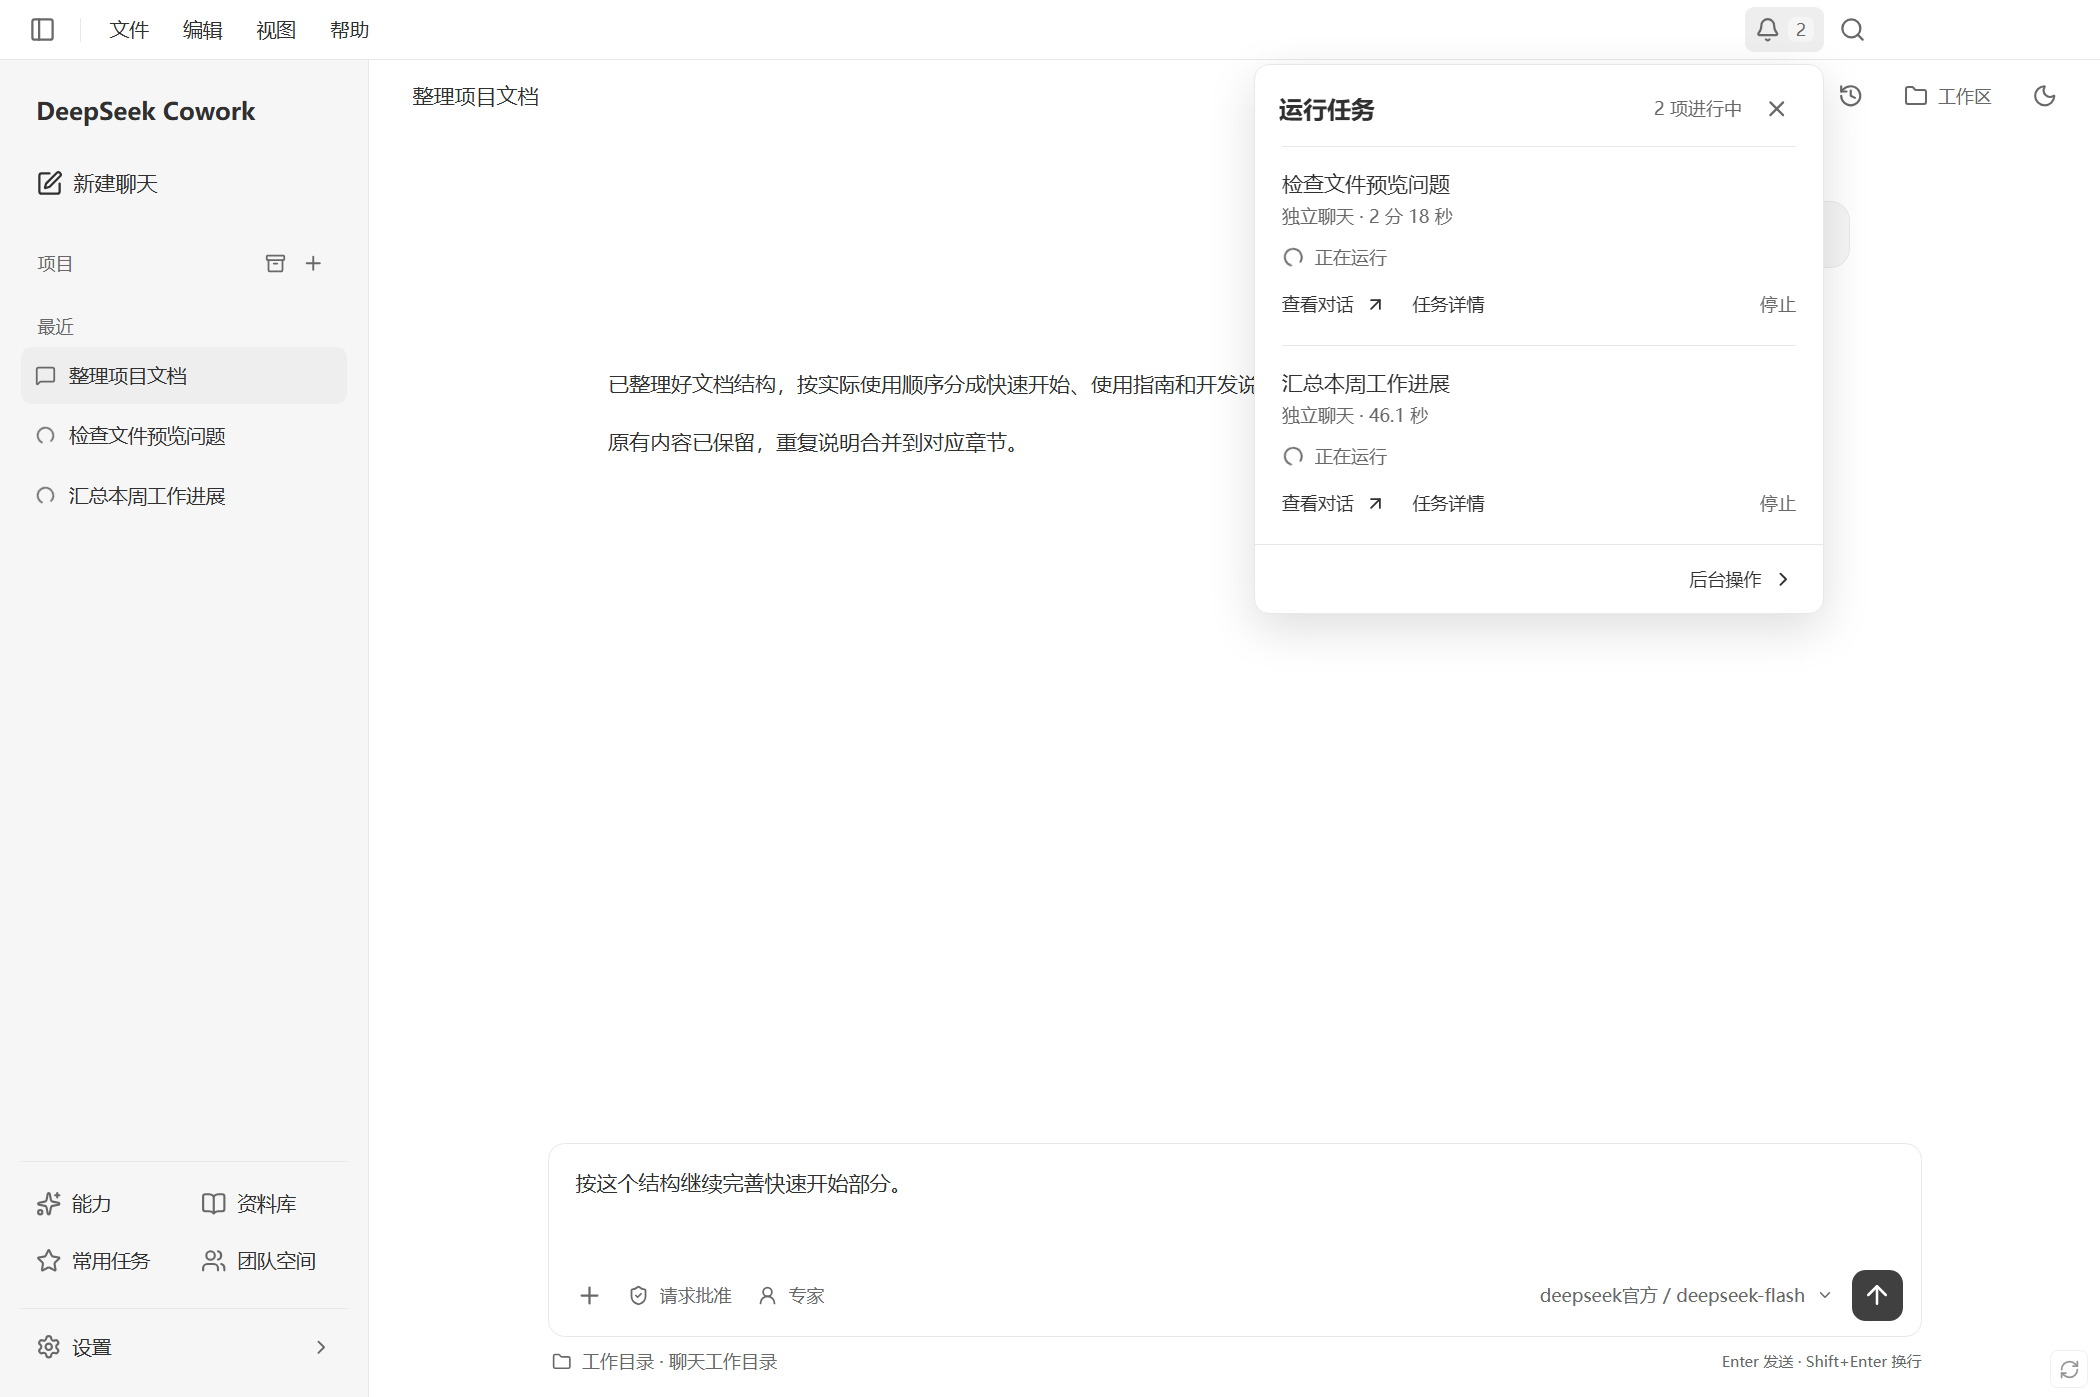 文件 编辑 视图 帮助 2
DeepSeek Cowork
新建聊天
项目
最近
整理项目文档
检查文件预览问题
汇总本周工作进展
能力 资料库
常用任务 团队空间
设置
整理项目文档
工作区
已整理好文档结构，按实际使用顺序分成快速开始、使用指南和开发说
原有内容已保留，重复说明合并到对应章节。
运行任务 2 项进行中
检查文件预览问题
独立聊天 · 2 分 18 秒
正在运行
查看对话 任务详情 停止
汇总本周工作进展
独立聊天 · 46.1 秒
正在运行
查看对话 任务详情 停止
后台操作
按这个结构继续完善快速开始部分。
请求批准 专家 deepseek官方 / deepseek-flash
工作目录 · 聊天工作目录 Enter 发送 · Shift+Enter 换行